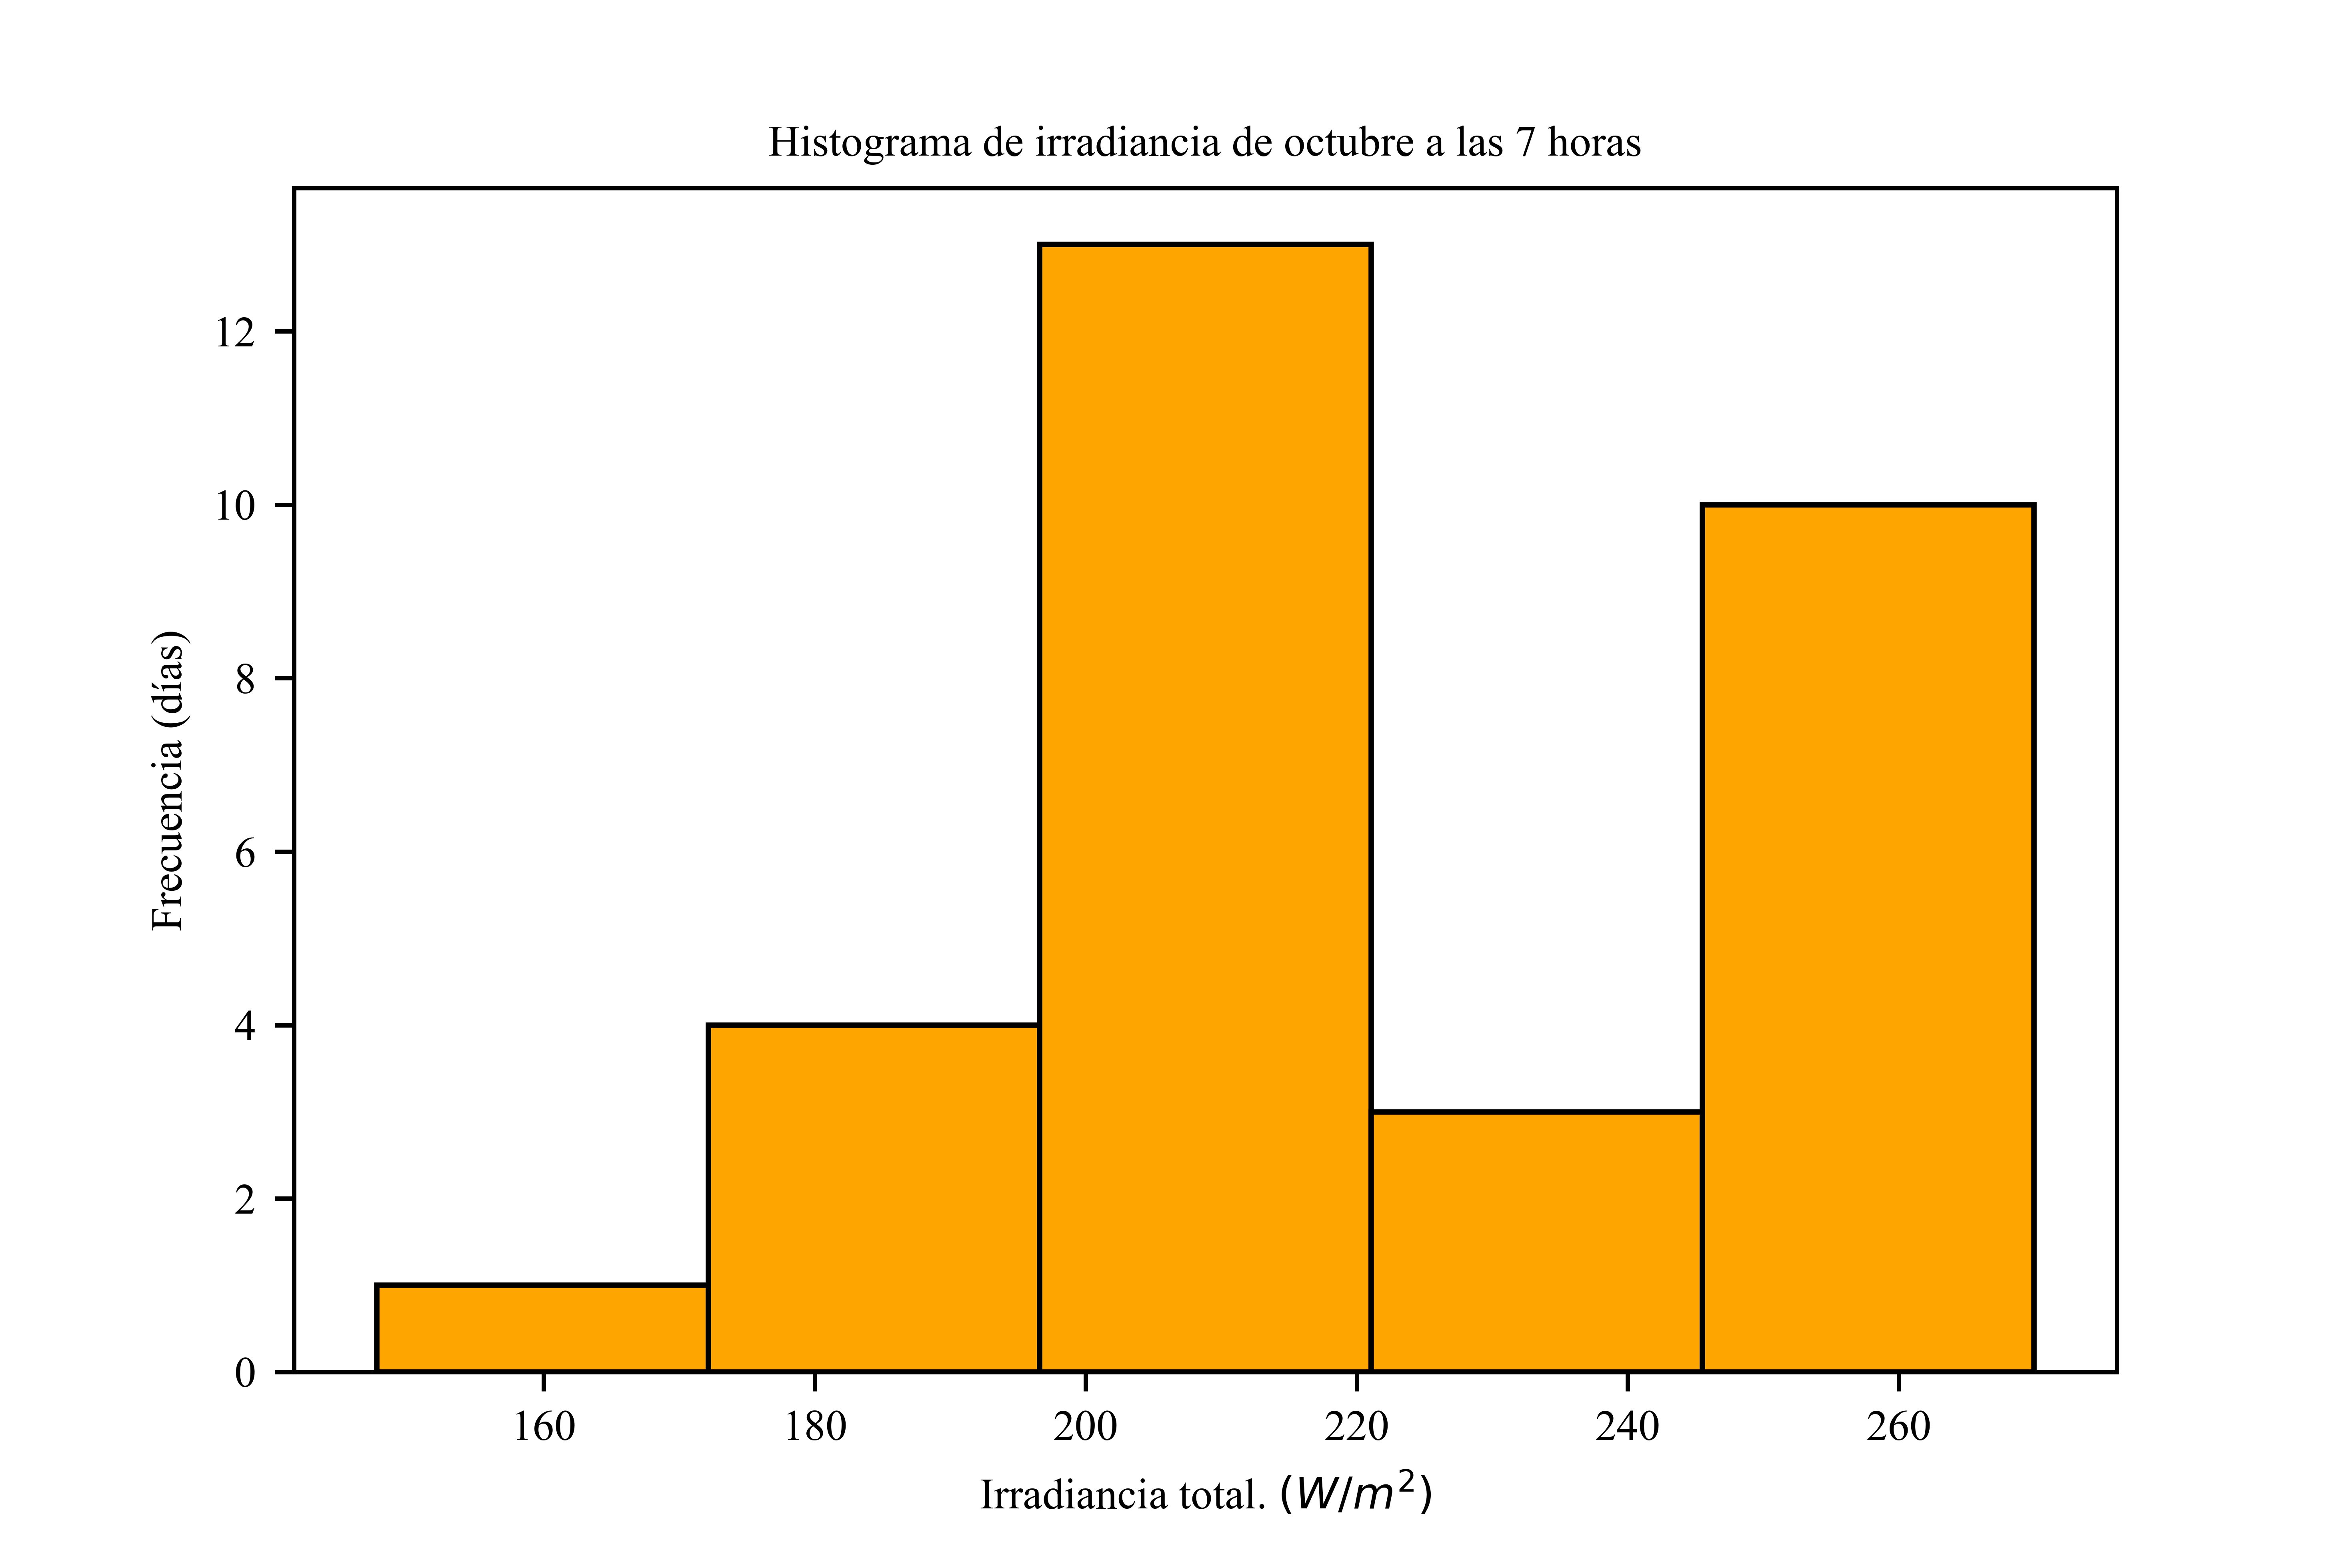 Histograma de irradiancia de octubre a las 7 horas
Frecuencia (días)
12
10
8
6
4
2
0
160 180 200 220 240 260
Irradiancia total. (W/m²)